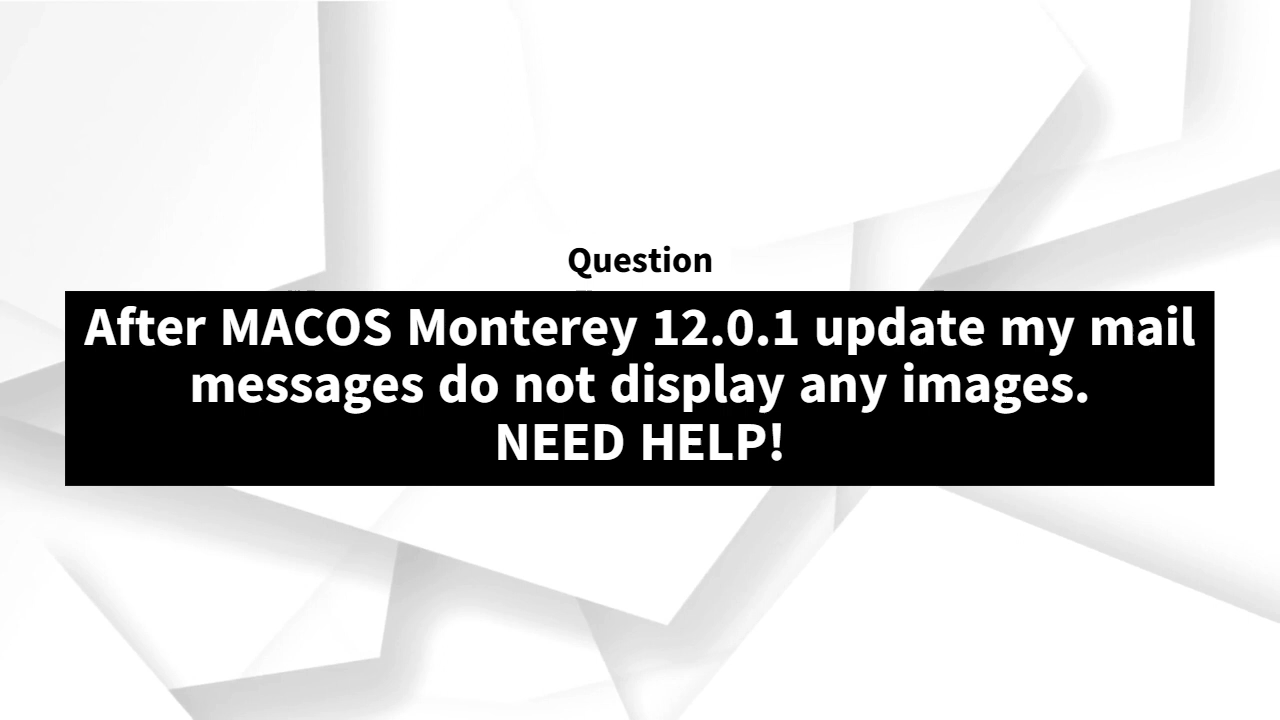 Question
After MACOS Monterey 12.0.1 update my mail
messages do not display any images.
NEED HELP!